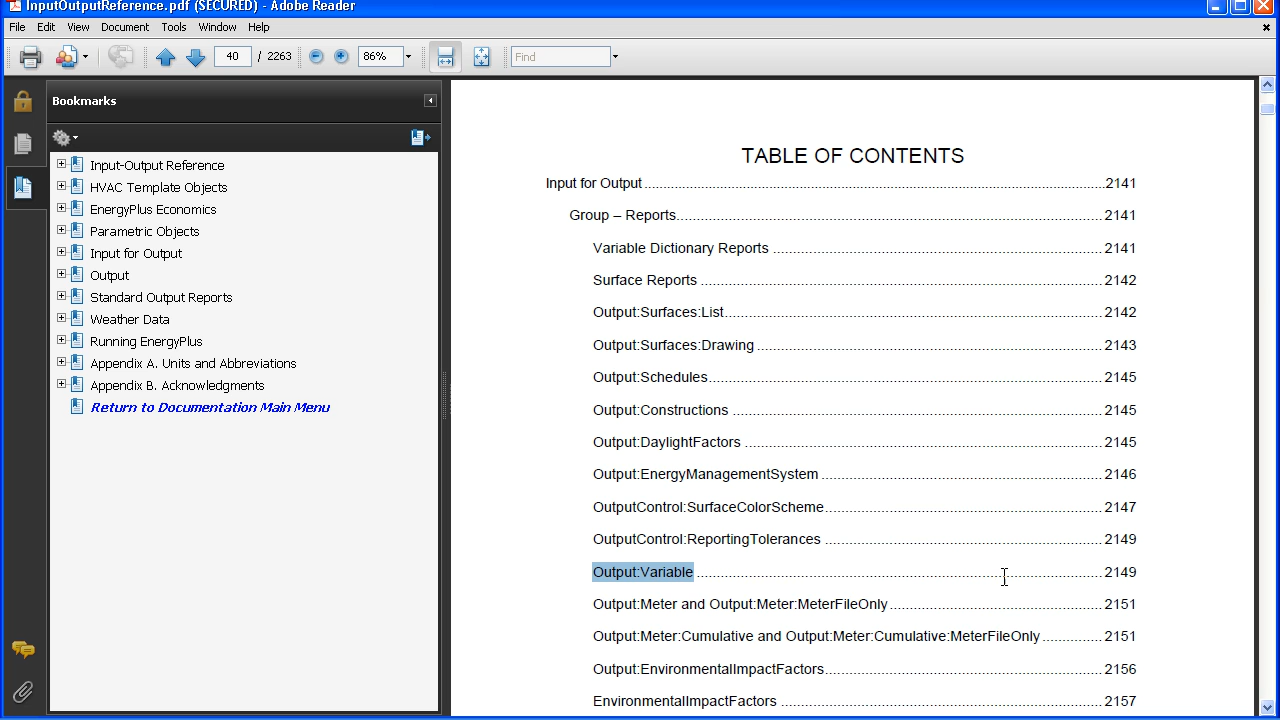 InputOutputReference.pdf (SECURED) - Adobe Reader
File Edit View Document Tools Window Help
40 / 2263 86% Find
Bookmarks
Input-Output Reference
HVAC Template Objects
EnergyPlus Economics
Parametric Objects
Input for Output
Output
Standard Output Reports
Weather Data
Running EnergyPlus
Appendix A. Units and Abbreviations
Appendix B. Acknowledgments
Return to Documentation Main Menu
TABLE OF CONTENTS
Input for Output 2141
Group – Reports 2141
Variable Dictionary Reports 2141
Surface Reports 2142
Output:Surfaces:List 2142
Output:Surfaces:Drawing 2143
Output:Schedules 2145
Output:Constructions 2145
Output:DaylightFactors 2145
Output:EnergyManagementSystem 2146
OutputControl:SurfaceColorScheme 2147
OutputControl:ReportingTolerances 2149
Output:Variable 2149
Output:Meter and Output:Meter:MeterFileOnly 2151
Output:Meter:Cumulative and Output:Meter:Cumulative:MeterFileOnly 2151
Output:EnvironmentalImpactFactors 2156
EnvironmentalImpactFactors 2157